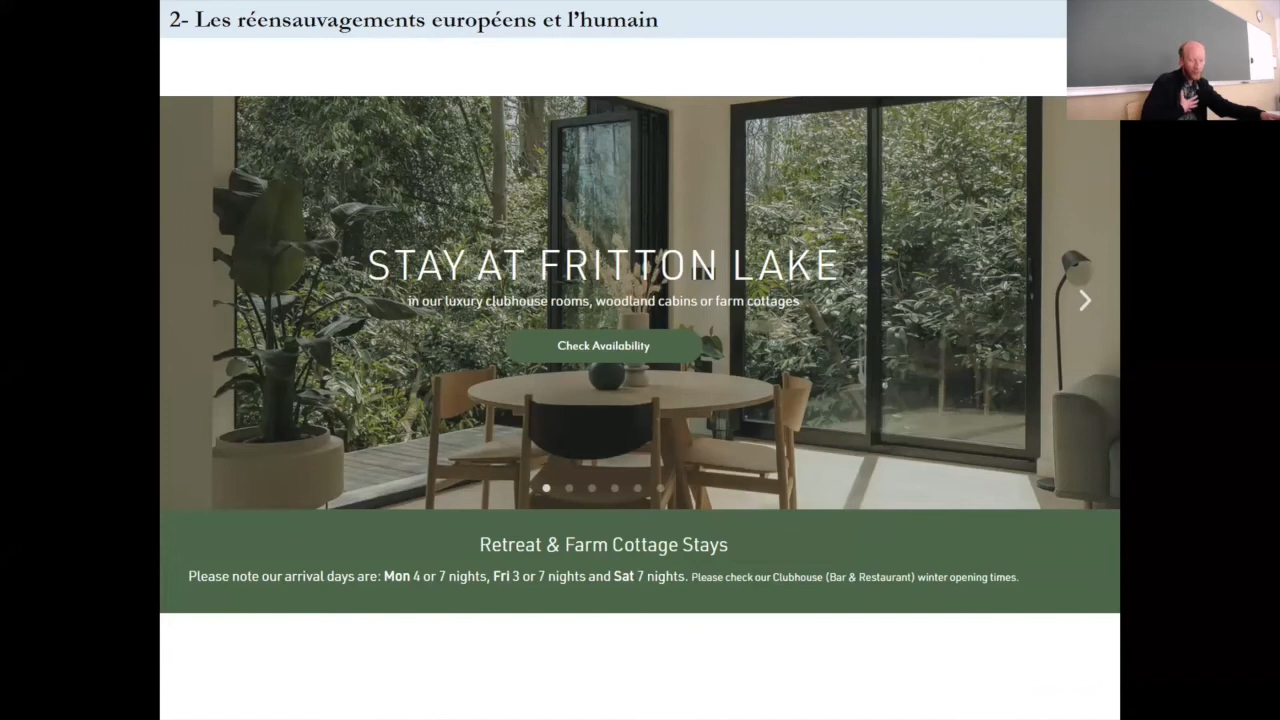 2- Les réensauvagements européens et l'humain
STAY AT FRITTON LAKE
in our luxury clubhouse rooms, woodland cabins or farm cottages
Check Availability
Retreat & Farm Cottage Stays
Please note our arrival days are: Mon 4 or 7 nights, Fri 3 or 7 nights and Sat 7 nights. Please check our Clubhouse (Bar & Restaurant) winter opening times.